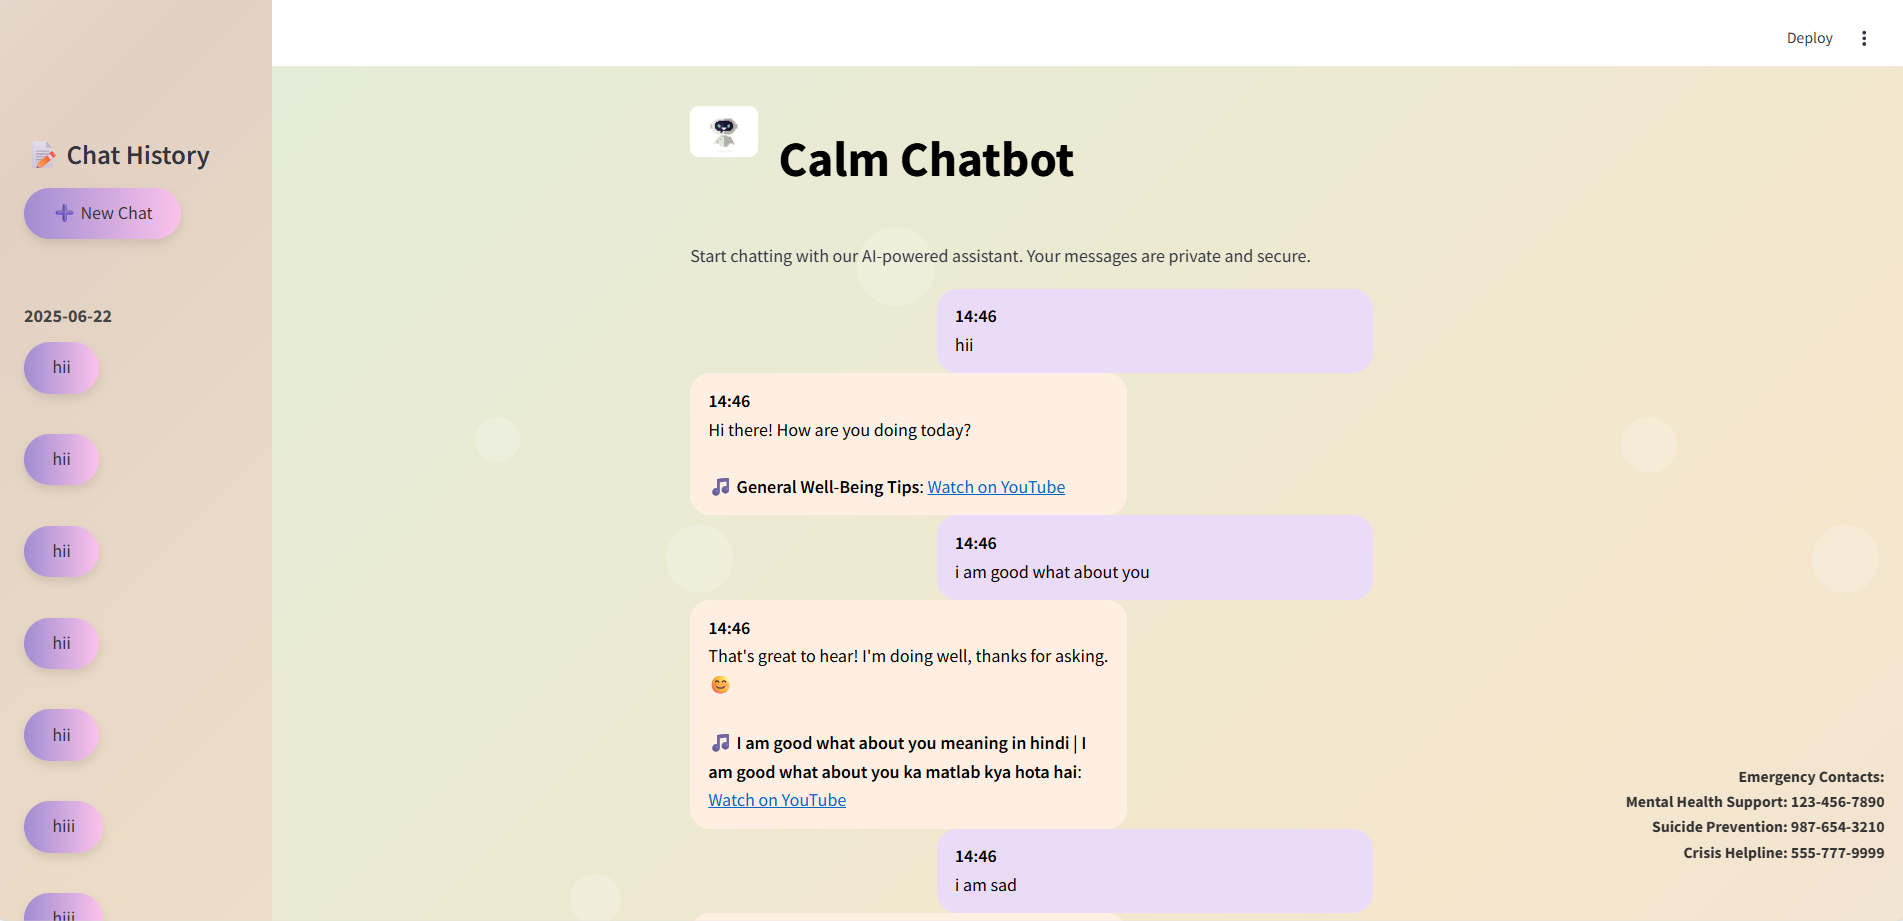 Deploy
Chat History
New Chat
2025-06-22
hii
hii
hii
hii
hii
hiii
hiii
Calm Chatbot
Start chatting with our AI-powered assistant. Your messages are private and secure.
14:46
hii
14:46
Hi there! How are you doing today?
General Well-Being Tips: Watch on YouTube
14:46
i am good what about you
14:46
That's great to hear! I'm doing well, thanks for asking.
I am good what about you meaning in hindi | I
am good what about you ka matlab kya hota hai:
Watch on YouTube
14:46
i am sad
Emergency Contacts:
Mental Health Support: 123-456-7890
Suicide Prevention: 987-654-3210
Crisis Helpline: 555-777-9999